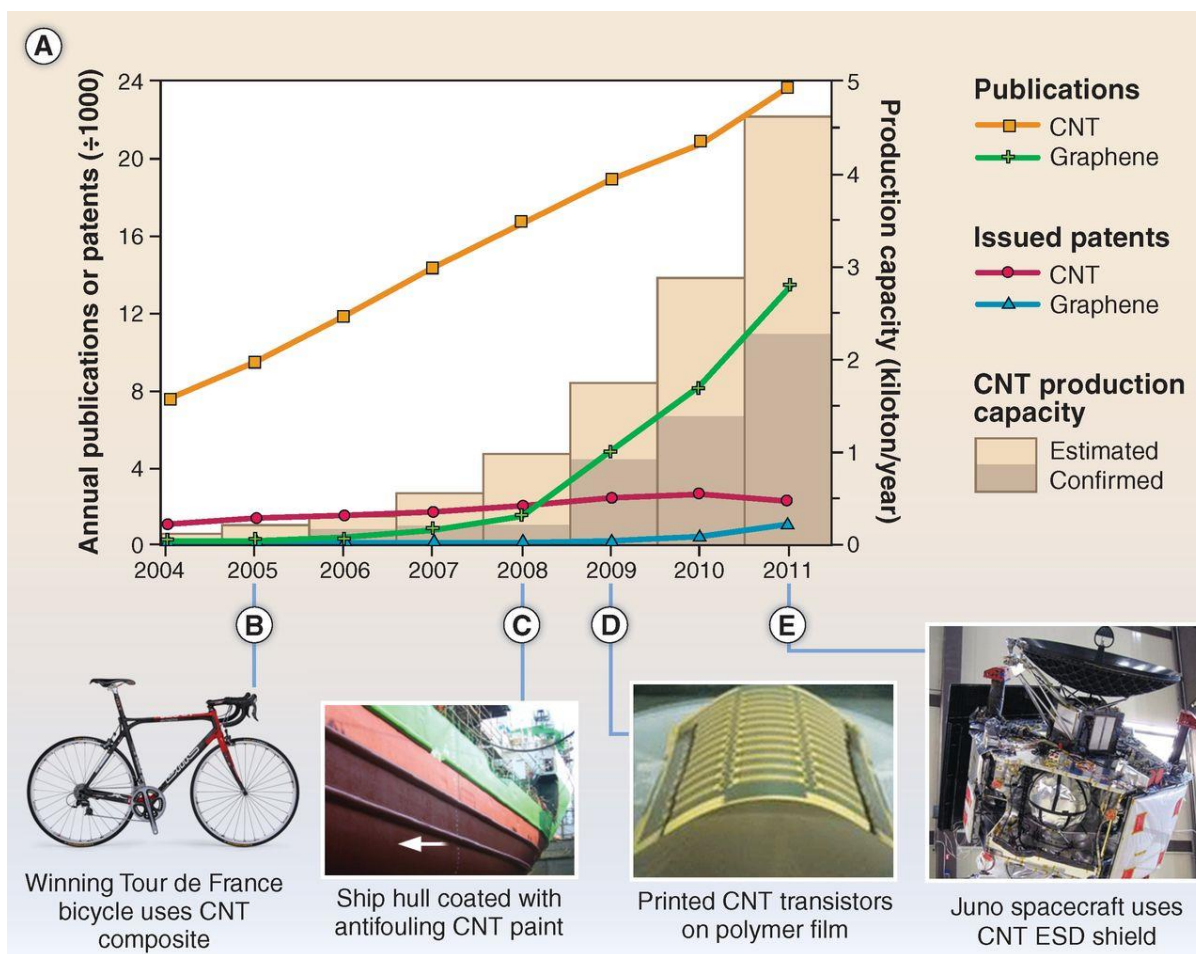 A
Annual publications or patents (÷1000)
24
20
16
12
8
4
0
5
4
3
2
1
0
Production capacity (kiloton/year)
2004
2005
2006
2007
2008
2009
2010
2011
Publications
CNT
Graphene
Issued patents
CNT
Graphene
CNT production
capacity
Estimated
Confirmed
B
C
D
E
Winning Tour de France
bicycle uses CNT
composite
Ship hull coated with
antifouling CNT paint
Printed CNT transistors
on polymer film
Juno spacecraft uses
CNT ESD shield